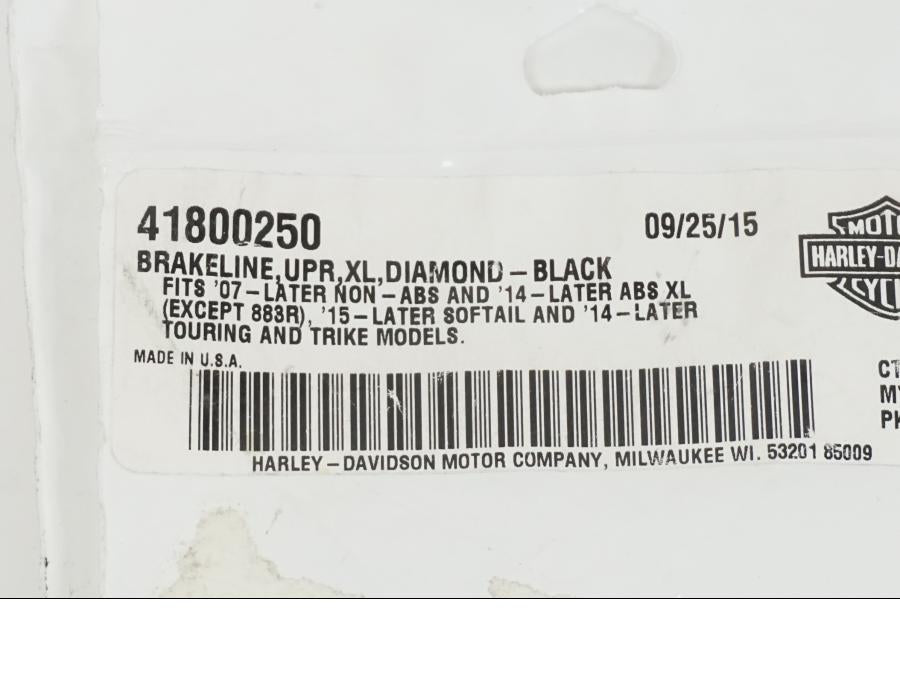 41800250
09/25/15
BRAKELINE,UPR,XL,DIAMOND–BLACK
FITS '07–LATER NON–ABS AND '14–LATER ABS XL
(EXCEPT 883R), '15–LATER SOFTAIL AND '14–LATER
TOURING AND TRIKE MODELS.
MADE IN U.S.A.
HARLEY–DAVIDSON MOTOR COMPANY, MILWAUKEE WI. 53201 85009